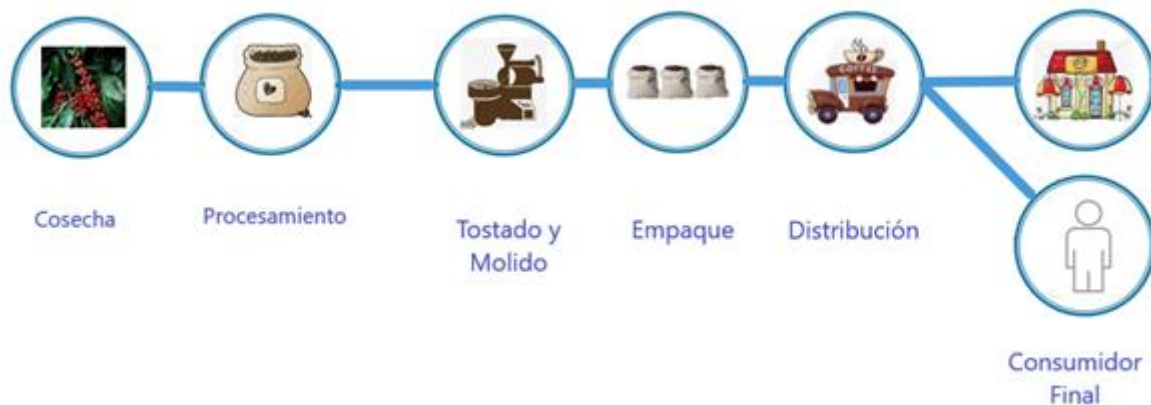 Cosecha
Procesamiento
Tostado y
Molido
Empaque
Distribución
Consumidor
Final